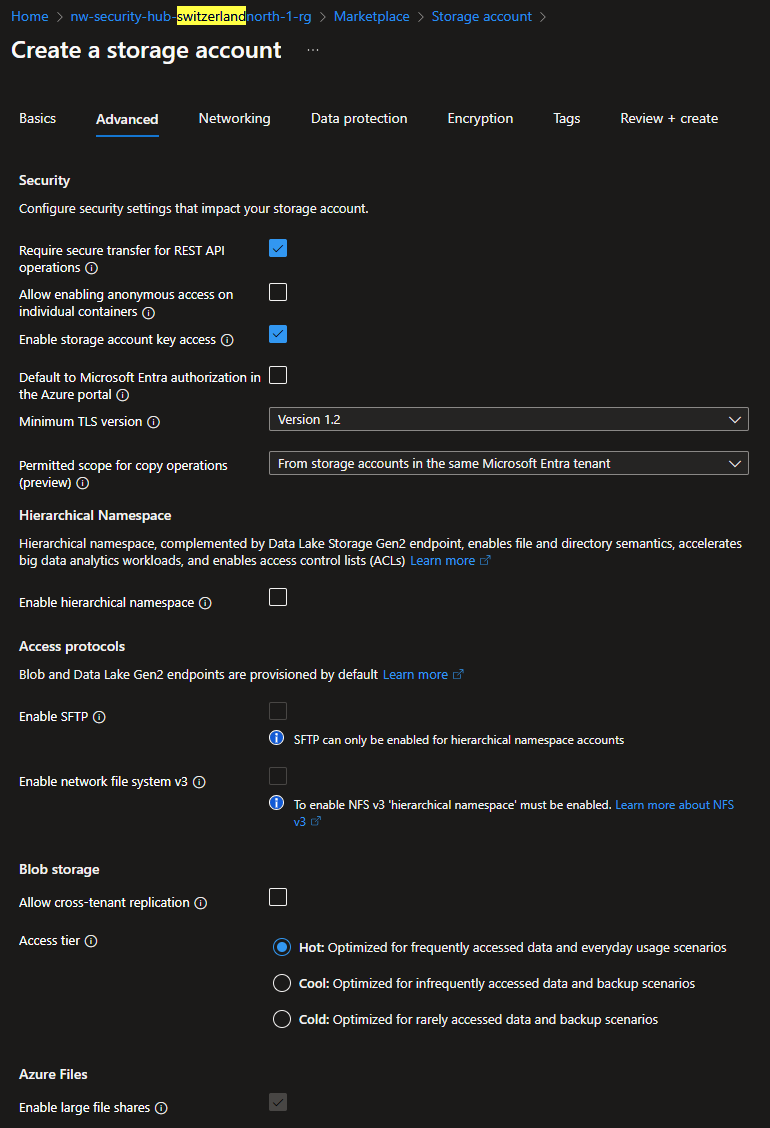 Home > nw-security-hub-switzerlandnorth-1-rg > Marketplace > Storage account >
Create a storage account ...
Basics Advanced Networking Data protection Encryption Tags Review + create
Security
Configure security settings that impact your storage account.
Require secure transfer for REST API
operations
Allow enabling anonymous access on
individual containers
Enable storage account key access
Default to Microsoft Entra authorization in
the Azure portal
Minimum TLS version
Version 1.2
Permitted scope for copy operations
(preview)
From storage accounts in the same Microsoft Entra tenant
Hierarchical Namespace
Hierarchical namespace, complemented by Data Lake Storage Gen2 endpoint, enables file and directory semantics, accelerates
big data analytics workloads, and enables access control lists (ACLs) Learn more
Enable hierarchical namespace
Access protocols
Blob and Data Lake Gen2 endpoints are provisioned by default Learn more
Enable SFTP
SFTP can only be enabled for hierarchical namespace accounts
Enable network file system v3
To enable NFS v3 'hierarchical namespace' must be enabled. Learn more about NFS
v3
Blob storage
Allow cross-tenant replication
Access tier
Hot: Optimized for frequently accessed data and everyday usage scenarios
Cool: Optimized for infrequently accessed data and backup scenarios
Cold: Optimized for rarely accessed data and backup scenarios
Azure Files
Enable large file shares